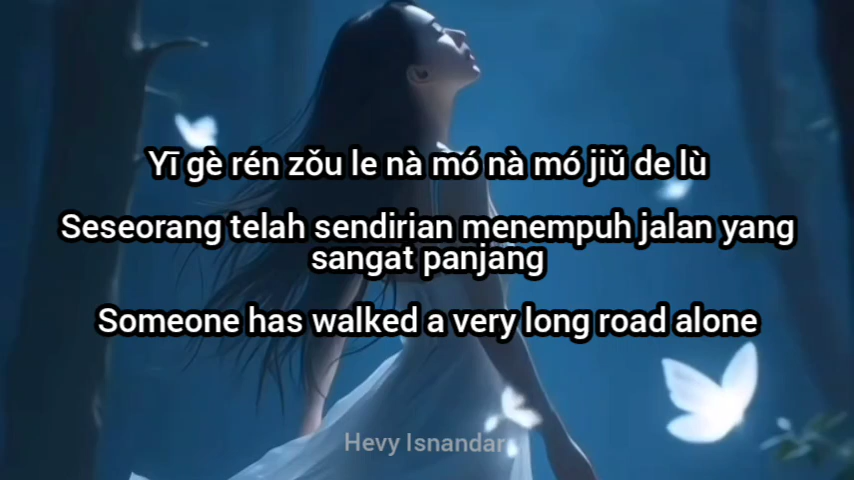 Yī gè rén zǒu le nà mó nà mó jiǔ de lù
Seseorang telah sendirian menempuh jalan yang
sangat panjang
Someone has walked a very long road alone
Hevy Isnandar